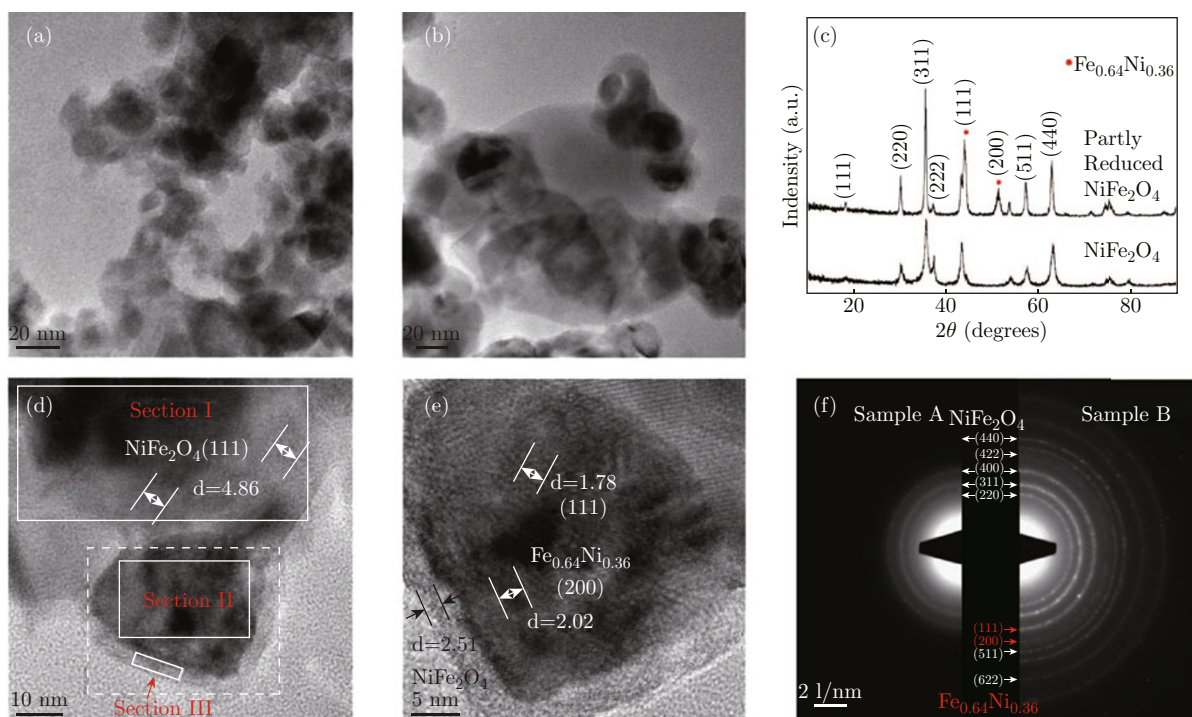 (a)
20 nm
(b)
20 nm
(c)
Fe0.64Ni0.36
Indensity (a.u.)
(111)
(220)
(311)
(222)
(111)
(200)
(511)
(440)
Partly
Reduced
NiFe2O4
NiFe2O4
20 40 60 80
2θ (degrees)
(d)
Section I
NiFe2O4(111)
d=4.86
Section II
Section III
10 nm
(e)
d=1.78
(111)
Fe0.64Ni0.36
(200)
d=2.02
d=2.51
NiFe2O4
5 nm
(f)
Sample A
NiFe2O4
Sample B
(440)
(422)
(400)
(311)
(220)
(111)
(200)
(511)
(622)
Fe0.64Ni0.36
2 1/nm